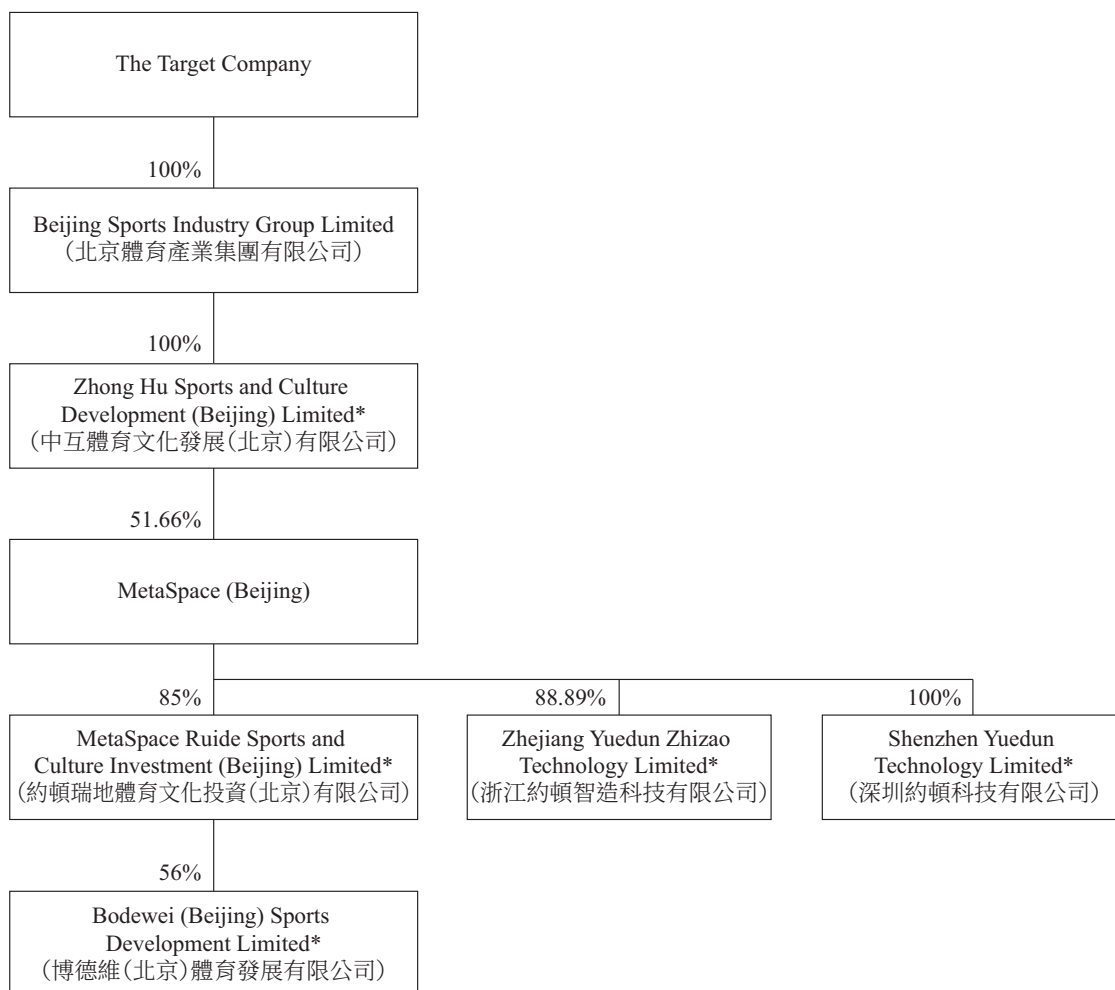 The Target Company
100%
Beijing Sports Industry Group Limited
(北京體育產業集團有限公司)
100%
Zhong Hu Sports and Culture
Development (Beijing) Limited*
(中互體育文化發展(北京)有限公司)
51.66%
MetaSpace (Beijing)
85%
88.89%
100%
MetaSpace Ruide Sports and
Culture Investment (Beijing) Limited*
(約頓瑞地體育文化投資(北京)有限公司)
Zhejiang Yuedun Zhizao
Technology Limited*
(浙江約頓智造科技有限公司)
Shenzhen Yuedun
Technology Limited*
(深圳約頓科技有限公司)
56%
Bodewei (Beijing) Sports
Development Limited*
(博德維(北京)體育發展有限公司)